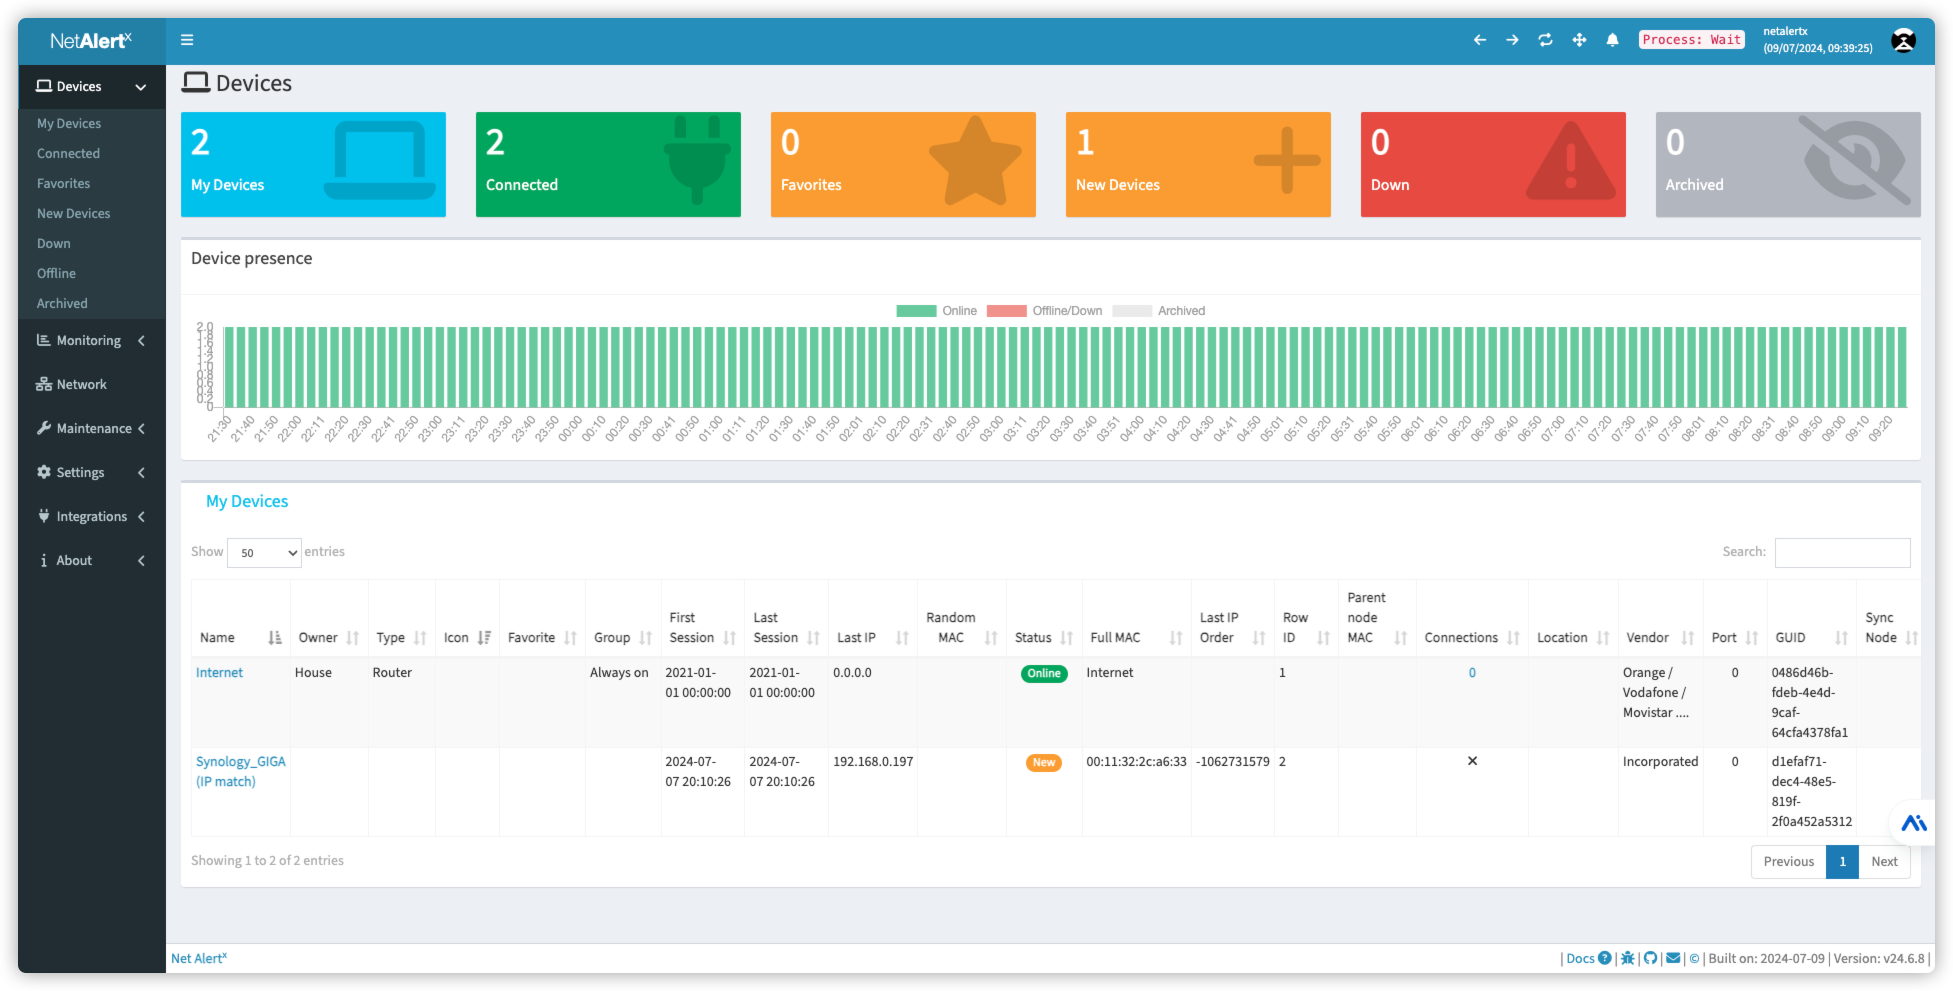 NetAlertx
Process: Wait
netalertx
(09/07/2024, 09:39:25)
Devices
My Devices
Connected
Favorites
New Devices
Down
Offline
Archived
Monitoring
Network
Maintenance
Settings
Integrations
About
Devices
2
My Devices
2
Connected
0
Favorites
1
New Devices
0
Down
0
Archived
Device presence
Online Offline/Down Archived
2.0
1.8
1.6
1.4
1.2
1.0
0.8
0.6
0.4
0.2
0
21:30 21:40 21:50 22:00 22:11 22:20 22:30 22:41 22:50 23:00 23:11 23:20 23:30 23:40 23:50 00:00 00:10 00:20 00:30 00:41 00:50 01:00 01:11 01:20 01:30 01:40 01:50 02:01 02:10 02:20 02:31 02:40 02:50 03:00 03:11 03:20 03:30 03:40 03:51 04:00 04:10 04:20 04:30 04:41 04:50 05:01 05:10 05:20 05:31 05:40 05:50 06:01 06:10 06:20 06:30 06:40 06:50 07:00 07:10 07:20 07:30 07:40 07:50 08:01 08:10 08:20 08:31 08:40 08:50 09:00 09:10 09:20
My Devices
Show 50 entries
Search:
Name Owner Type Icon Favorite Group First Session Last Session Last IP Random MAC Status Full MAC Last IP Order Row ID Parent node MAC Connections Location Vendor Port GUID Sync Node
Internet House Router Always on 2021-01-01 00:00:00 2021-01-01 00:00:00 0.0.0.0 Online Internet 1 0 Orange / Vodafone / Movistar .... 0 0486d46b-fdeb-4e4d-9caf-64cfa4378fa1
Synology_GIGA (IP match) 2024-07-07 20:10:26 2024-07-07 20:10:26 192.168.0.197 New 00:11:32:2c:a6:33 -1062731579 2 Incorporated 0 d1efaf71-dec4-48e5-819f-2f0a452a5312
Showing 1 to 2 of 2 entries
Previous 1 Next
Net Alertx
| Docs | | | | © | Built on: 2024-07-09 | Version: v24.6.8 |